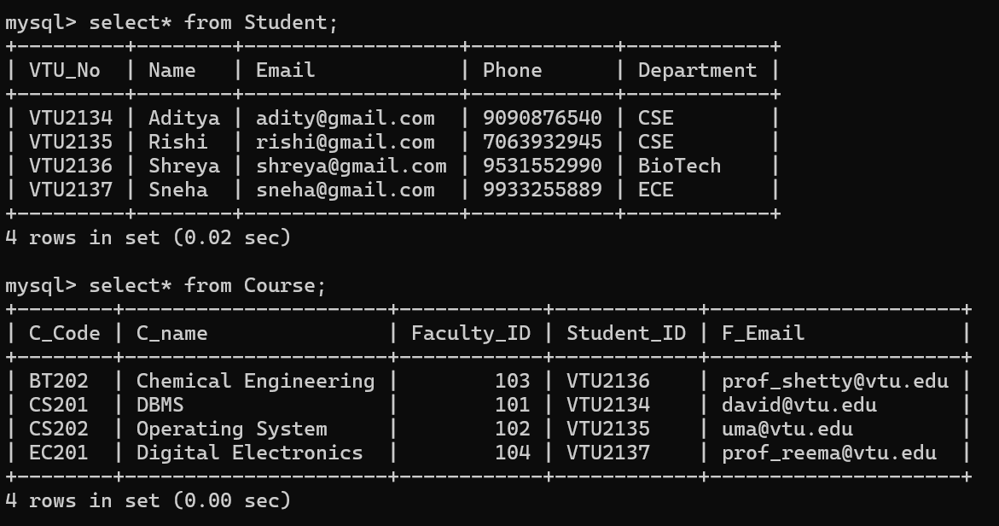 mysql> select* from Student;
+---------+--------+------------------+------------+------------+
| VTU_No  | Name   | Email            | Phone      | Department |
+---------+--------+------------------+------------+------------+
| VTU2134 | Aditya | adity@gmail.com  | 9090876540 | CSE        |
| VTU2135 | Rishi  | rishi@gmail.com  | 7063932945 | CSE        |
| VTU2136 | Shreya | shreya@gmail.com | 9531552990 | BioTech    |
| VTU2137 | Sneha  | sneha@gmail.com  | 9933255889 | ECE        |
+---------+--------+------------------+------------+------------+
4 rows in set (0.02 sec)

mysql> select* from Course;
+--------+----------------------+------------+------------+---------------------+
| C_Code | C_name               | Faculty_ID | Student_ID | F_Email             |
+--------+----------------------+------------+------------+---------------------+
| BT202  | Chemical Engineering |        103 | VTU2136    | prof_shetty@vtu.edu |
| CS201  | DBMS                 |        101 | VTU2134    | david@vtu.edu       |
| CS202  | Operating System     |        102 | VTU2135    | uma@vtu.edu         |
| EC201  | Digital Electronics  |        104 | VTU2137    | prof_reema@vtu.edu  |
+--------+----------------------+------------+------------+---------------------+
4 rows in set (0.00 sec)